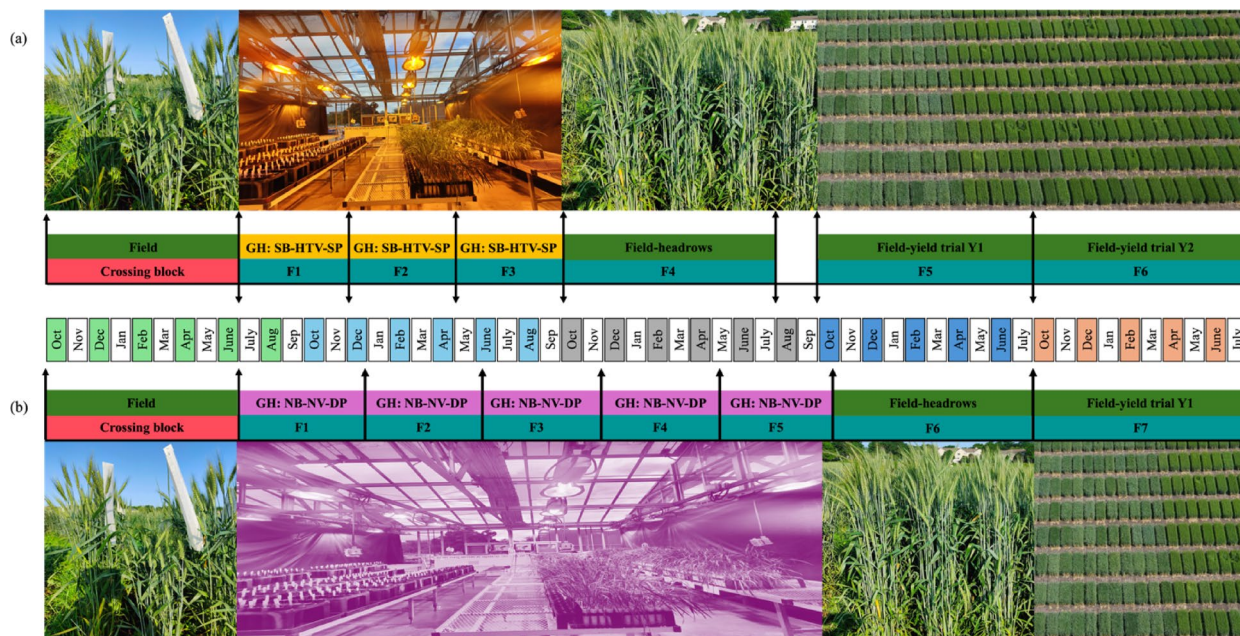 (a)
Field GH: SB-HTV-SP GH: SB-HTV-SP GH: SB-HTV-SP Field-headrows Field-yield trial Y1 Field-yield trial Y2
Crossing block F1 F2 F3 F4 F5 F6
Oct Nov Dec Jan Feb Mar Apr May June July Aug Sep Oct Nov Dec Jan Feb Mar Apr May June July Aug Sep Oct Nov Dec Jan Feb Mar Apr May June July Aug Sep Oct Nov Dec Jan Feb Mar Apr May June July Oct Nov Dec Jan Feb Mar Apr May June July
(b)
Field GH: NB-NV-DP GH: NB-NV-DP GH: NB-NV-DP GH: NB-NV-DP GH: NB-NV-DP Field-headrows Field-yield trial Y1
Crossing block F1 F2 F3 F4 F5 F6 F7